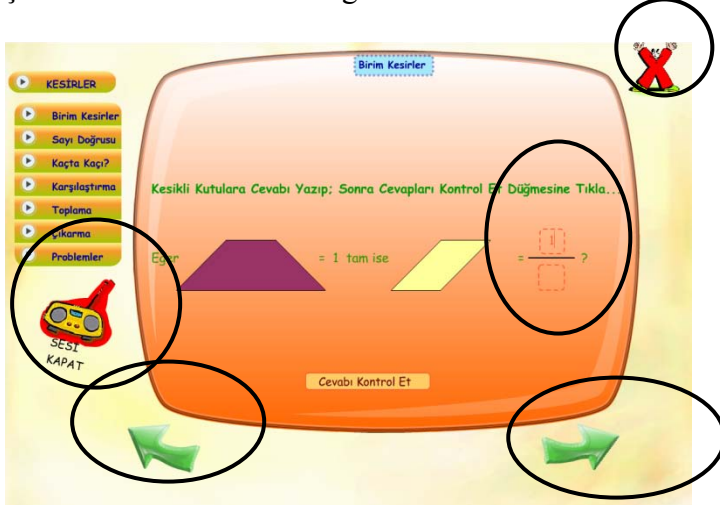 Birim Kesirler
X
KESİRLER
Birim Kesirler
Sayı Doğrusu
Kaçta Kaçı?
Karşılaştırma
Toplama
Çıkarma
Problemler
Kesikli Kutulara Cevabı Yazıp; Sonra Cevapları Kontrol Et Düğmesine Tıkla...
Eğer = 1 tam ise = 1 ?
SESİ
KAPAT
Cevabı Kontrol Et